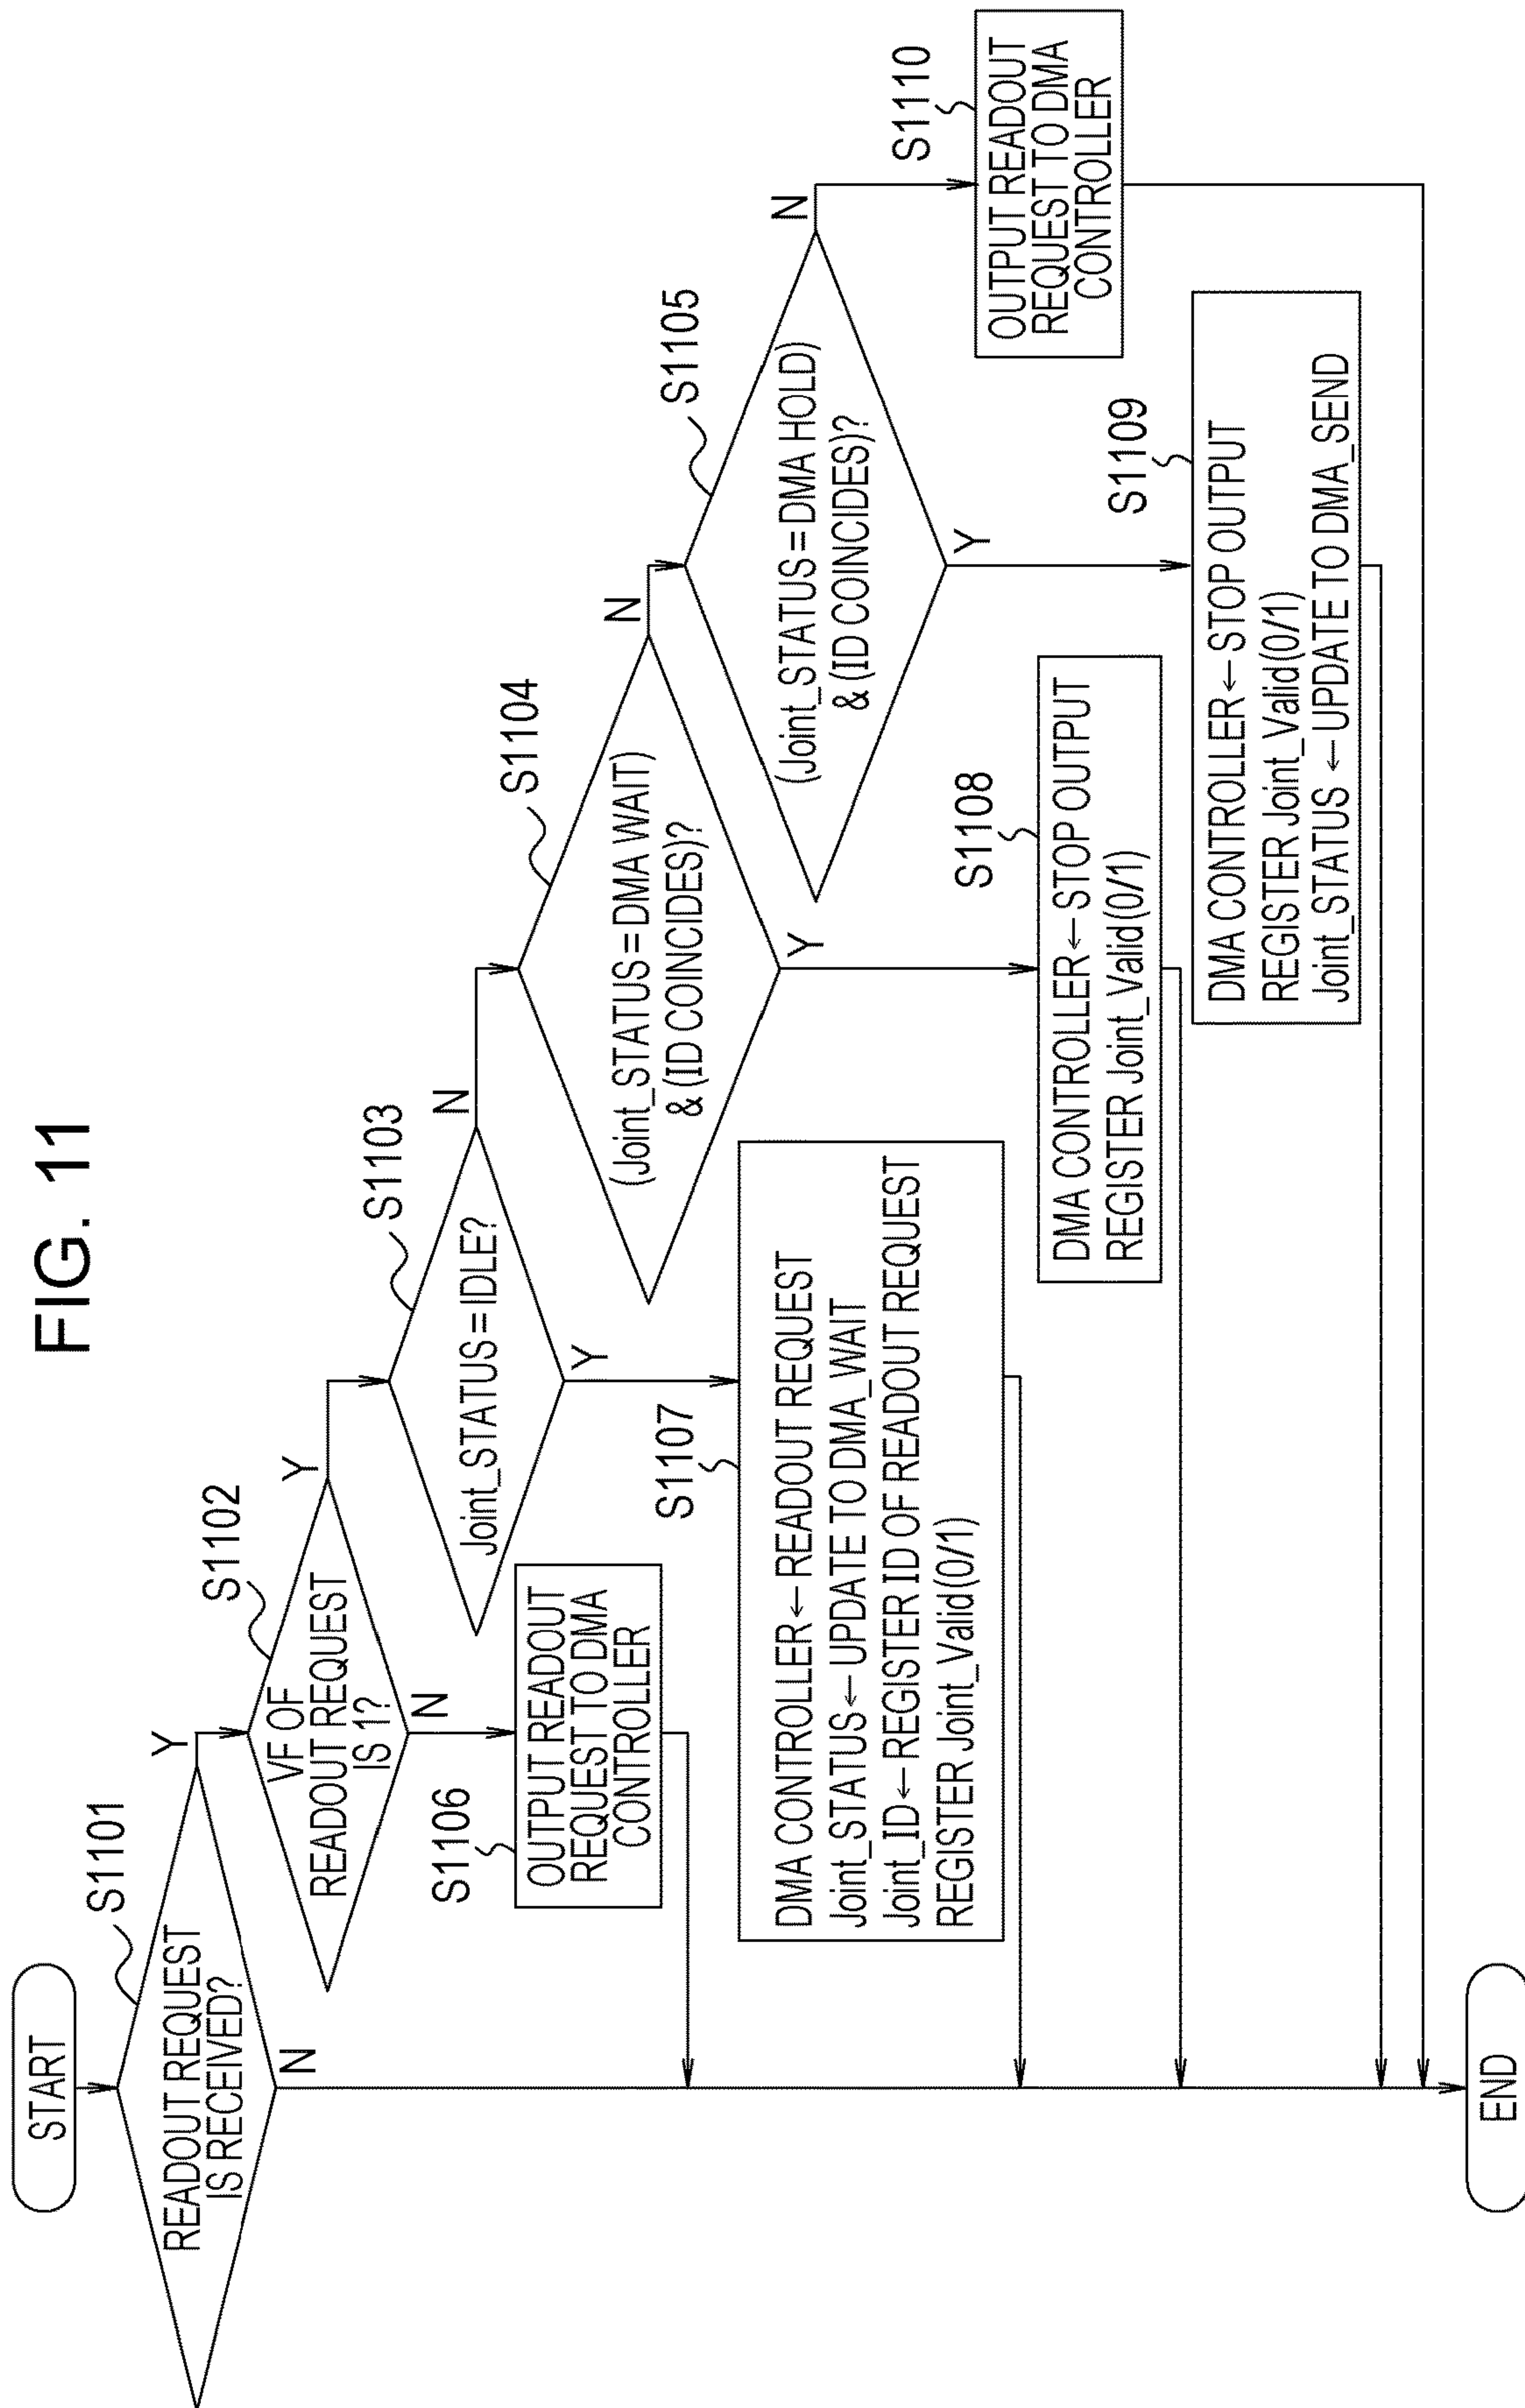 FIG. 11
START
S1101
READOUT REQUEST
IS RECEIVED?
Y
N
S1102
VF OF
READOUT REQUEST
IS 1?
Y
N
S1106
OUTPUT READOUT
REQUEST TO DMA
CONTROLLER
S1103
Joint_STATUS = IDLE?
N
Y
S1107
DMA CONTROLLER ← READOUT REQUEST
Joint_STATUS ← UPDATE TO DMA_WAIT
Joint_ID ← REGISTER ID OF READOUT REQUEST
REGISTER Joint_Valid (0/1)
S1104
(Joint_STATUS = DMA WAIT)
& (ID COINCIDES)?
N
Y
S1108
DMA CONTROLLER ← STOP OUTPUT
REGISTER Joint_Valid (0/1)
S1105
(Joint_STATUS = DMA HOLD)
& (ID COINCIDES)?
N
Y
S1109
DMA CONTROLLER ← STOP OUTPUT
REGISTER Joint_Valid (0/1)
Joint_STATUS ← UPDATE TO DMA_SEND
S1110
OUTPUT READOUT
REQUEST TO DMA
CONTROLLER
END